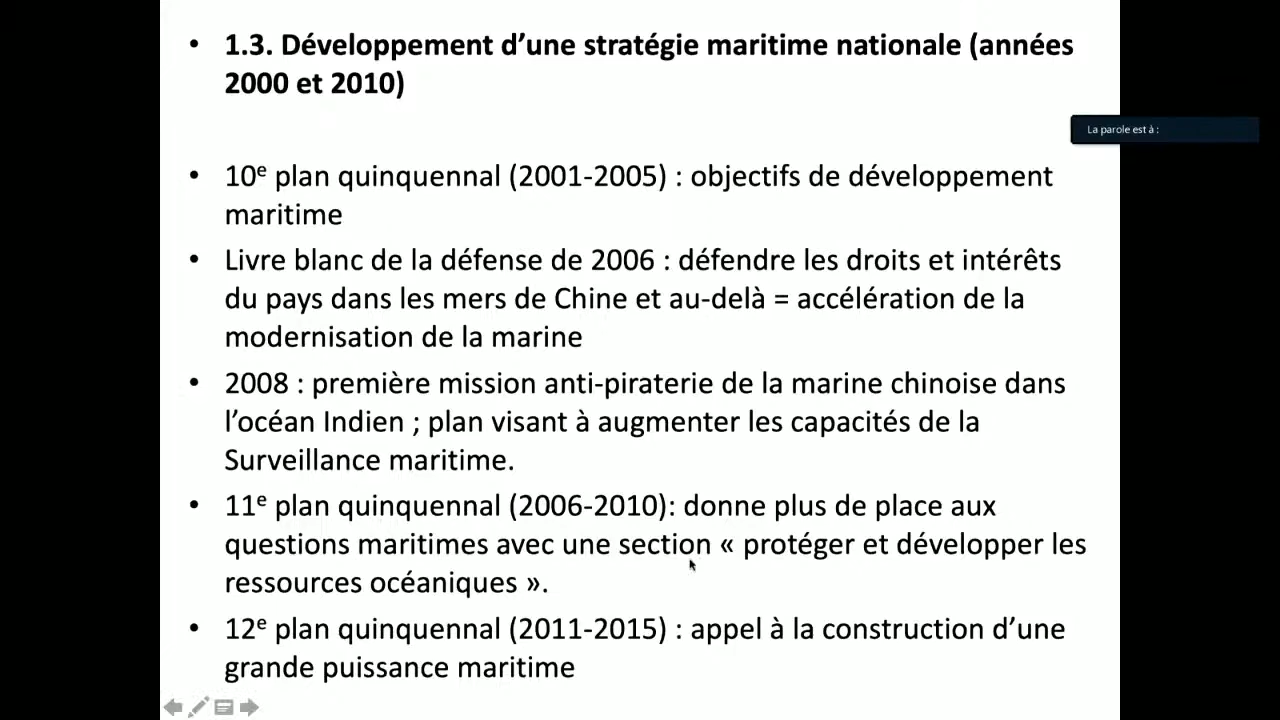 • 1.3. Développement d’une stratégie maritime nationale (années
2000 et 2010)
La parole est à :
• 10e plan quinquennal (2001-2005) : objectifs de développement
maritime
• Livre blanc de la défense de 2006 : défendre les droits et intérêts
du pays dans les mers de Chine et au-delà = accélération de la
modernisation de la marine
• 2008 : première mission anti-piraterie de la marine chinoise dans
l’océan Indien ; plan visant à augmenter les capacités de la
Surveillance maritime.
• 11e plan quinquennal (2006-2010): donne plus de place aux
questions maritimes avec une section « protéger et développer les
ressources océaniques ».
• 12e plan quinquennal (2011-2015) : appel à la construction d’une
grande puissance maritime